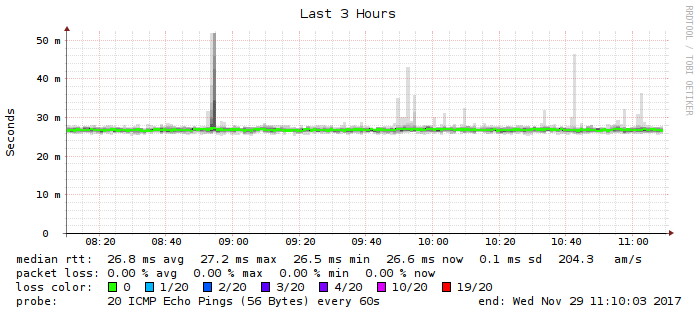 Last 3 Hours
RRDTOOL / TOBI OETIKER
Seconds
50 m
40 m
30 m
20 m
10 m
0
08:20 08:40 09:00 09:20 09:40 10:00 10:20 10:40 11:00
median rtt: 26.8 ms avg 27.2 ms max 26.5 ms min 26.6 ms now 0.1 ms sd 204.3 am/s
packet loss: 0.00 % avg 0.00 % max 0.00 % min 0.00 % now
loss color: 0 1/20 2/20 3/20 4/20 10/20 19/20
probe: 20 ICMP Echo Pings (56 Bytes) every 60s end: Wed Nov 29 11:10:03 2017